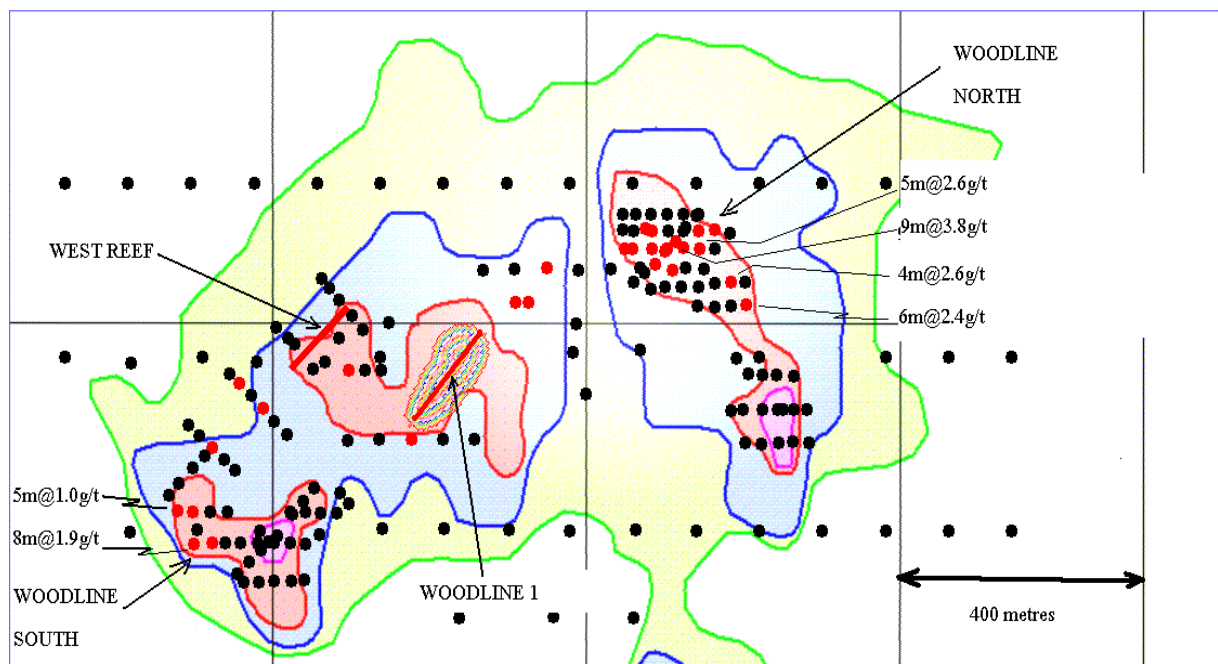 WOODLINE
NORTH
5m@2.6g/t
9m@3.8g/t
4m@2.6g/t
6m@2.4g/t
WEST REEF
5m@1.0g/t
8m@1.9g/t
WOODLINE
SOUTH
WOODLINE 1
400 metres